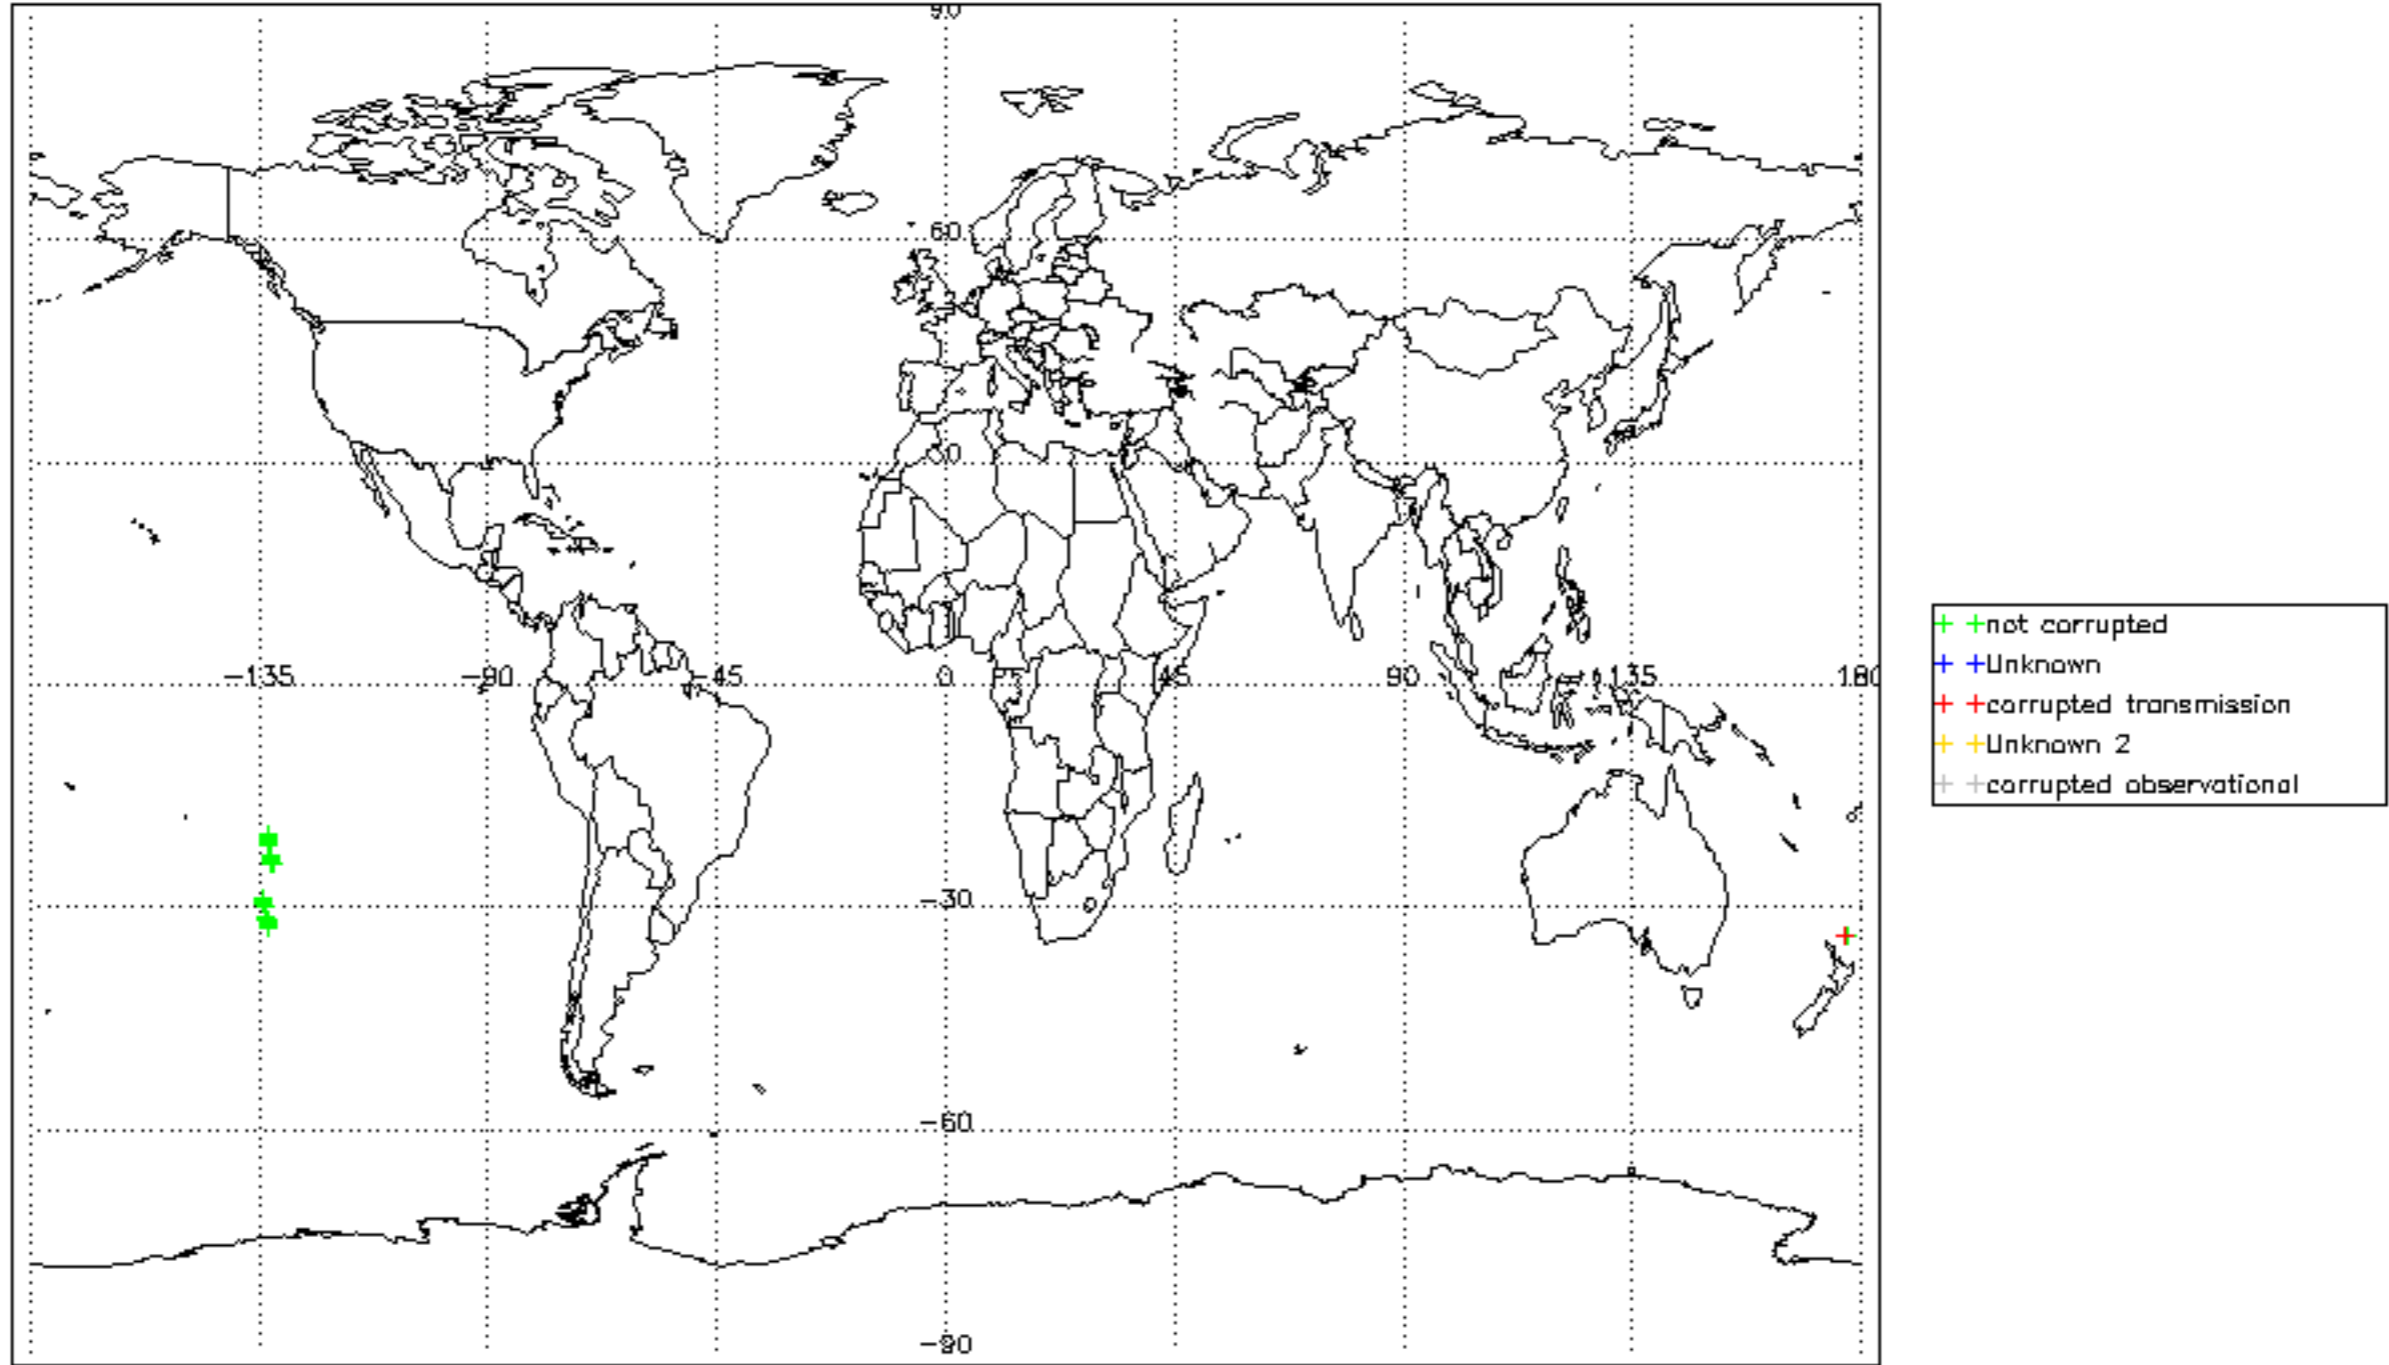 90
60
30
-135 -90 -45 0 45 90 135 180
-30
-60
-90
not corrupted
Unknown
corrupted transmission
Unknown 2
corrupted observational